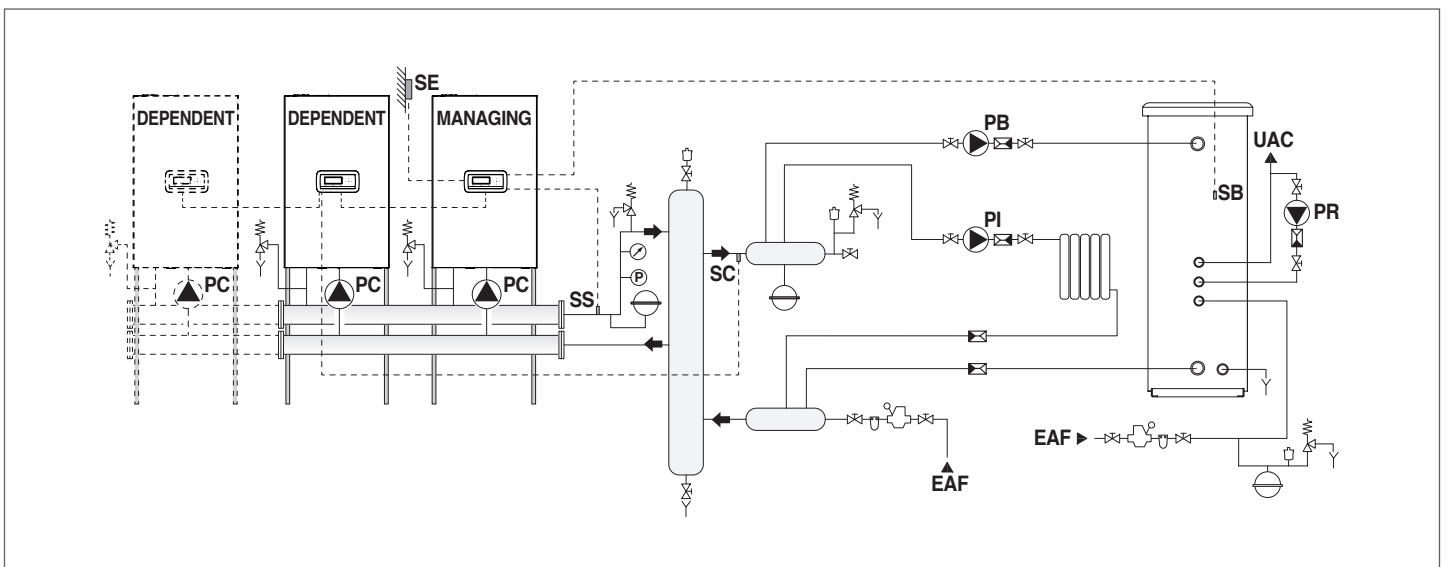 SE
DEPENDENT
DEPENDENT
MANAGING
PB
UAC
SB
PR
PI
SC
PC
PC
PC
SS
P
EAF
EAF